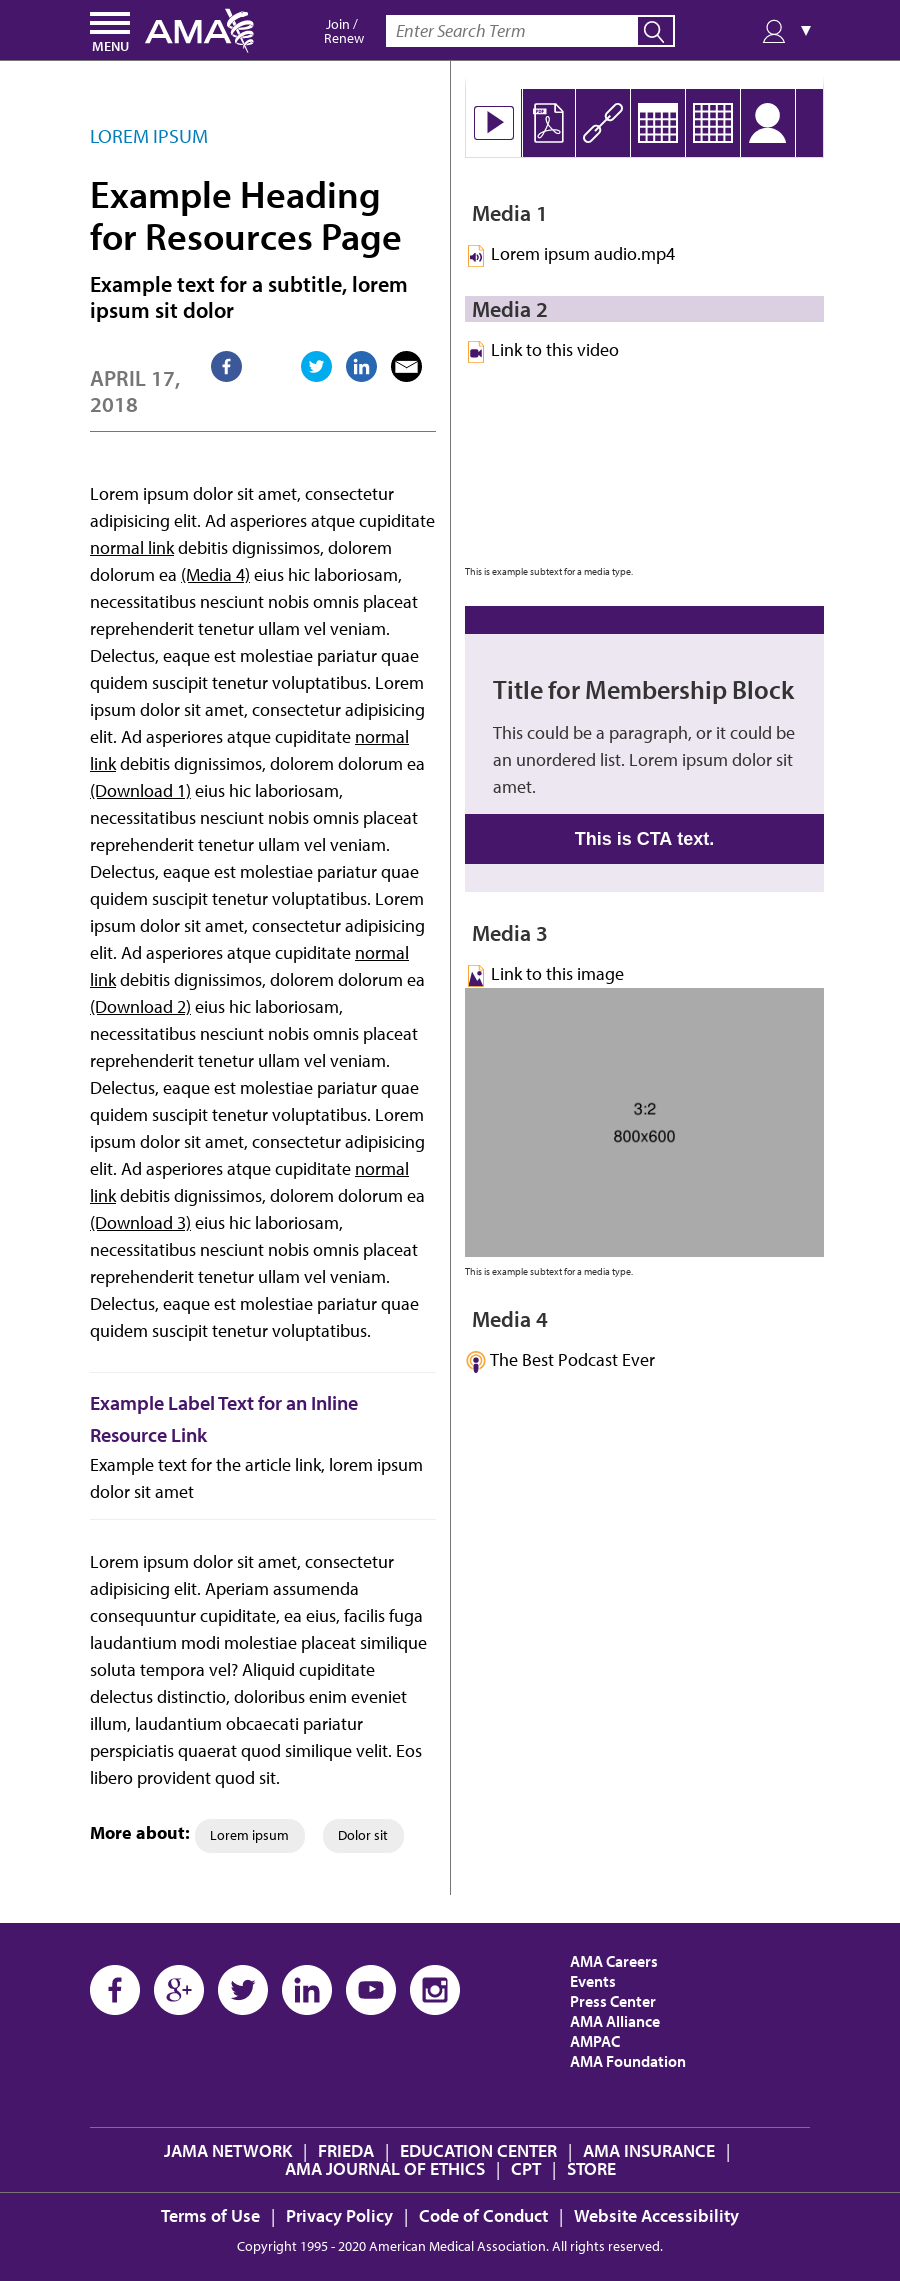 MENU
AMA
Join /
Renew
Enter Search Term
LOREM IPSUM
Example Heading
for Resources Page
Example text for a subtitle, lorem
ipsum sit dolor
APRIL 17,
2018
Lorem ipsum dolor sit amet, consectetur
adipisicing elit. Ad asperiores atque cupiditate
normal link debitis dignissimos, dolorem
dolorum ea (Media 4) eius hic laboriosam,
necessitatibus nesciunt nobis omnis placeat
reprehenderit tenetur ullam vel veniam.
Delectus, eaque est molestiae pariatur quae
quidem suscipit tenetur voluptatibus. Lorem
ipsum dolor sit amet, consectetur adipisicing
elit. Ad asperiores atque cupiditate normal
link debitis dignissimos, dolorem dolorum ea
(Download 1) eius hic laboriosam,
necessitatibus nesciunt nobis omnis placeat
reprehenderit tenetur ullam vel veniam.
Delectus, eaque est molestiae pariatur quae
quidem suscipit tenetur voluptatibus. Lorem
ipsum dolor sit amet, consectetur adipisicing
elit. Ad asperiores atque cupiditate normal
link debitis dignissimos, dolorem dolorum ea
(Download 2) eius hic laboriosam,
necessitatibus nesciunt nobis omnis placeat
reprehenderit tenetur ullam vel veniam.
Delectus, eaque est molestiae pariatur quae
quidem suscipit tenetur voluptatibus. Lorem
ipsum dolor sit amet, consectetur adipisicing
elit. Ad asperiores atque cupiditate normal
link debitis dignissimos, dolorem dolorum ea
(Download 3) eius hic laboriosam,
necessitatibus nesciunt nobis omnis placeat
reprehenderit tenetur ullam vel veniam.
Delectus, eaque est molestiae pariatur quae
quidem suscipit tenetur voluptatibus.
Example Label Text for an Inline
Resource Link
Example text for the article link, lorem ipsum
dolor sit amet
Lorem ipsum dolor sit amet, consectetur
adipisicing elit. Aperiam assumenda
consequuntur cupiditate, ea eius, facilis fuga
laudantium modi molestiae placeat similique
soluta tempora vel? Aliquid cupiditate
delectus distinctio, doloribus enim eveniet
illum, laudantium obcaecati pariatur
perspiciatis quaerat quod similique velit. Eos
libero provident quod sit.
More about: Lorem ipsum Dolor sit
PDF
Media 1
Lorem ipsum audio.mp4
Media 2
Link to this video
This is example subtext for a media type.
Title for Membership Block
This could be a paragraph, or it could be
an unordered list. Lorem ipsum dolor sit
amet.
This is CTA text.
Media 3
Link to this image
3:2
800x600
This is example subtext for a media type.
Media 4
The Best Podcast Ever
AMA Careers
Events
Press Center
AMA Alliance
AMPAC
AMA Foundation
JAMA NETWORK | FRIEDA | EDUCATION CENTER | AMA INSURANCE |
AMA JOURNAL OF ETHICS | CPT | STORE
Terms of Use | Privacy Policy | Code of Conduct | Website Accessibility
Copyright 1995 - 2020 American Medical Association. All rights reserved.